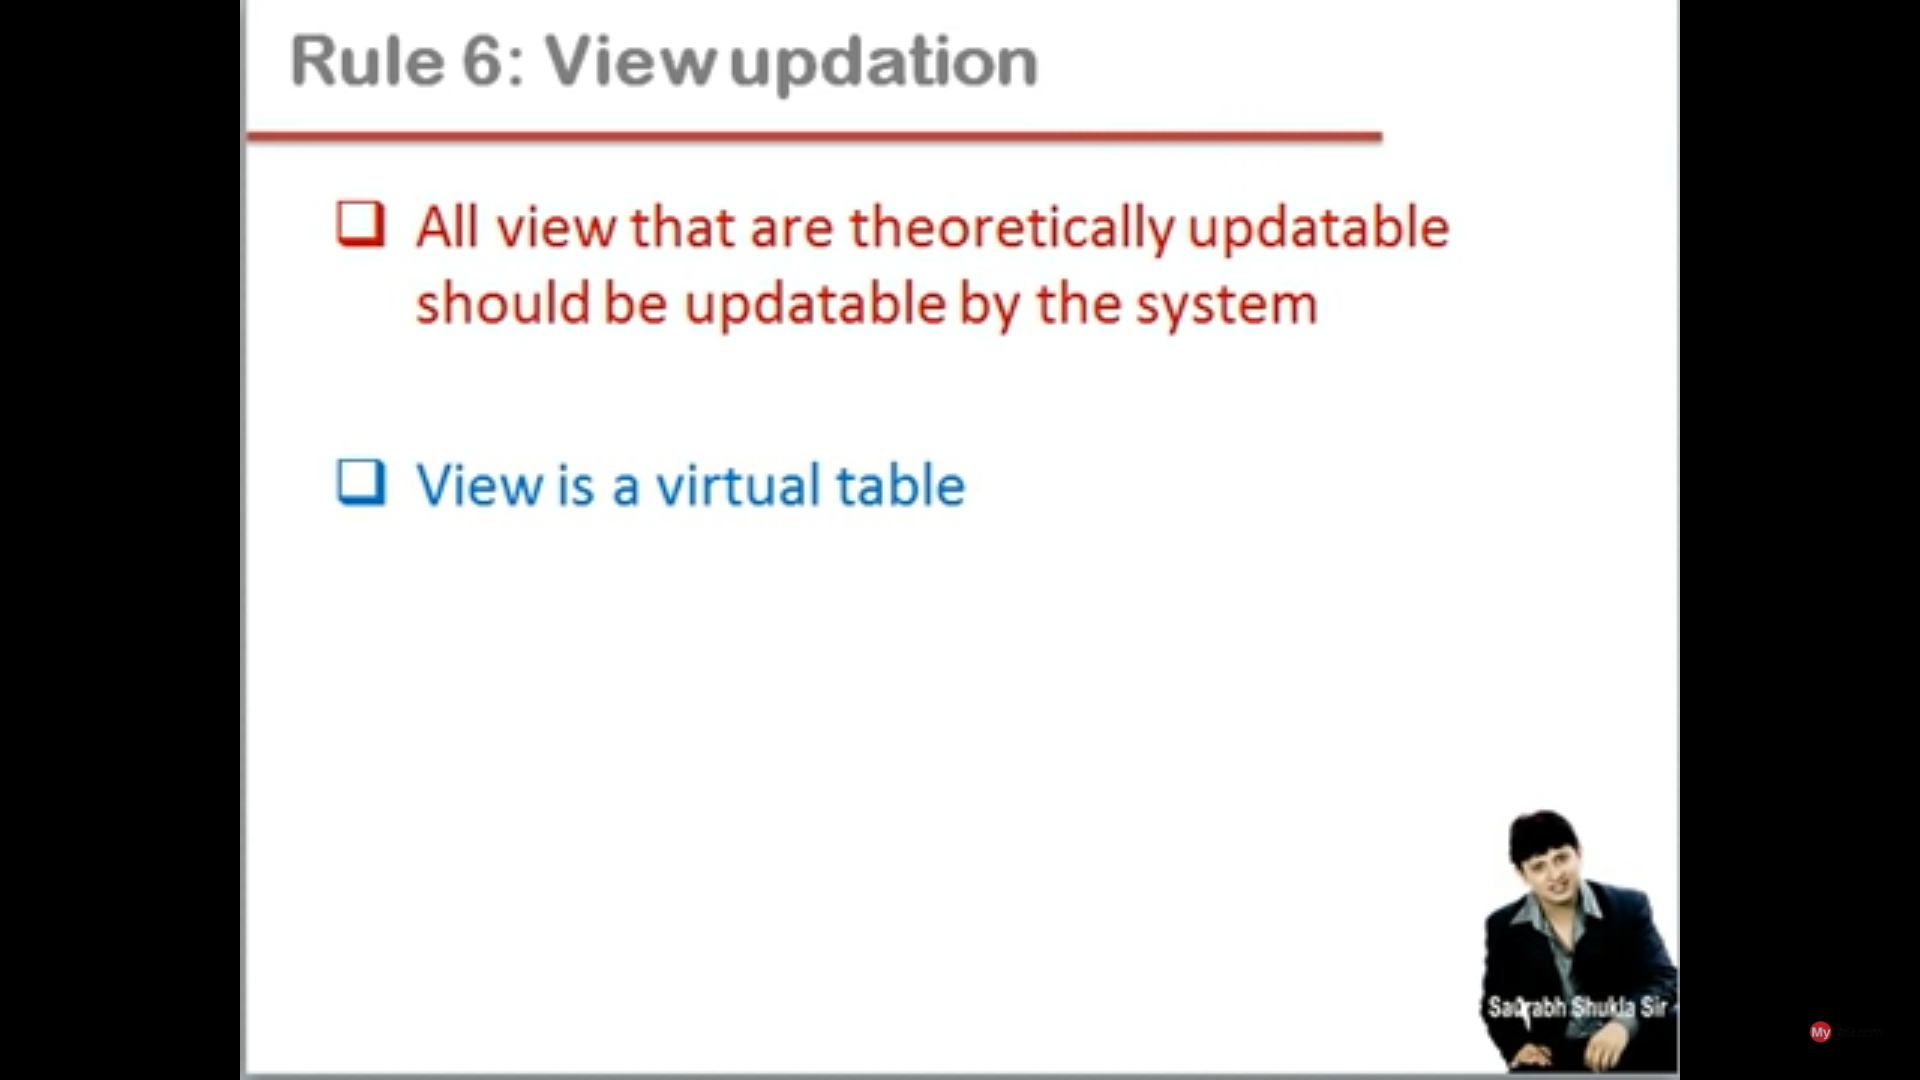 Rule 6: View updation
All view that are theoretically updatable
should be updatable by the system
View is a virtual table
Saurabh Shukla Sir
My